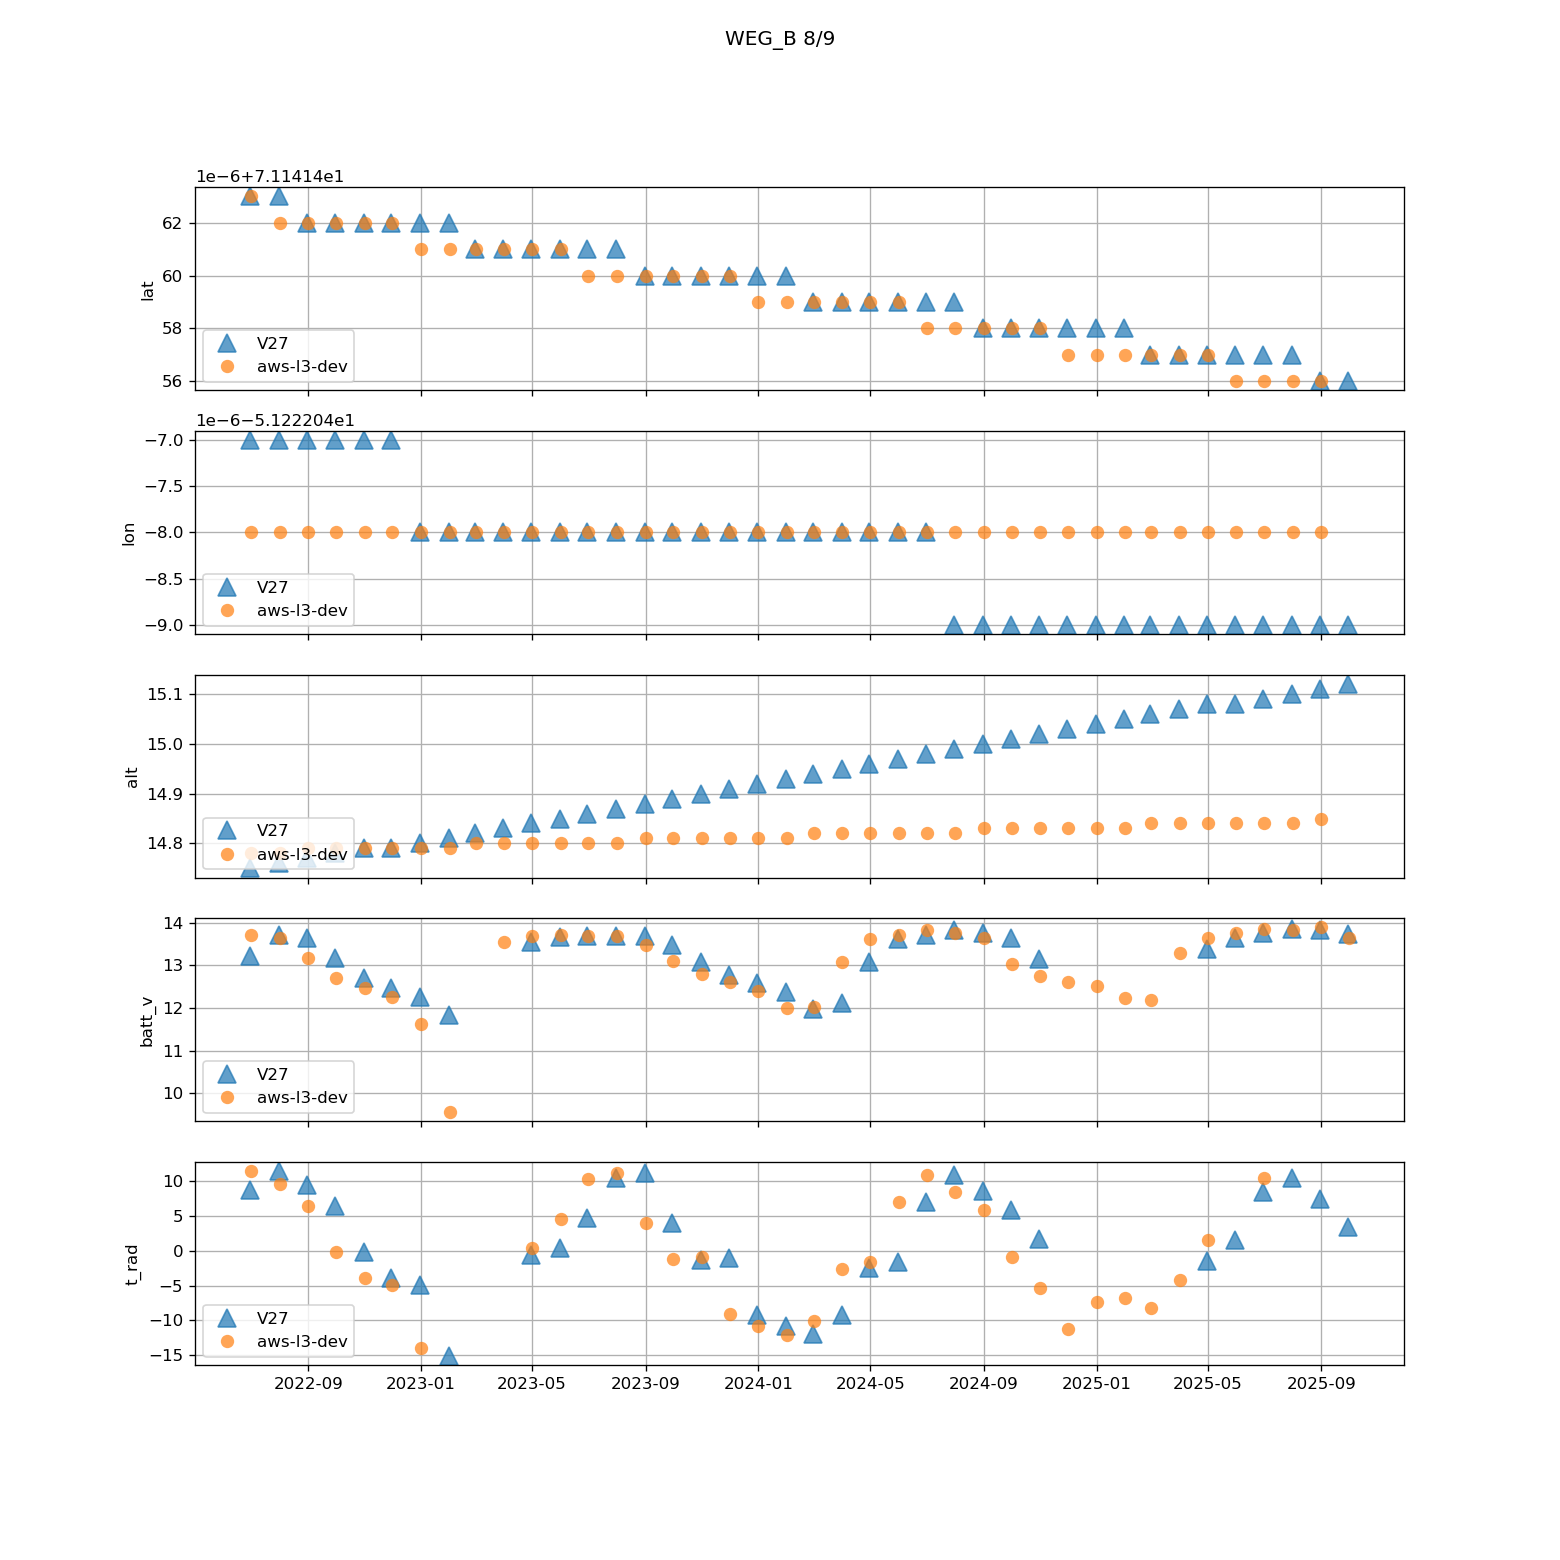 WEG_B 8/9
1e−6+7.11414e1
62
60
58
56
lat
V27
aws-l3-dev
1e−6−5.122204e1
−7.0
−7.5
−8.0
−8.5
−9.0
lon
V27
aws-l3-dev
15.1
15.0
14.9
14.8
alt
V27
aws-l3-dev
14
13
12
11
10
batt_v
V27
aws-l3-dev
10
5
0
−5
−10
−15
t_rad
V27
aws-l3-dev
2022-09 2023-01 2023-05 2023-09 2024-01 2024-05 2024-09 2025-01 2025-05 2025-09